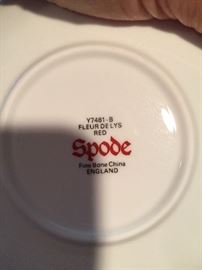 Y7481-B
FLEUR DE LYS
RED
Spode
Fine Bone China
ENGLAND